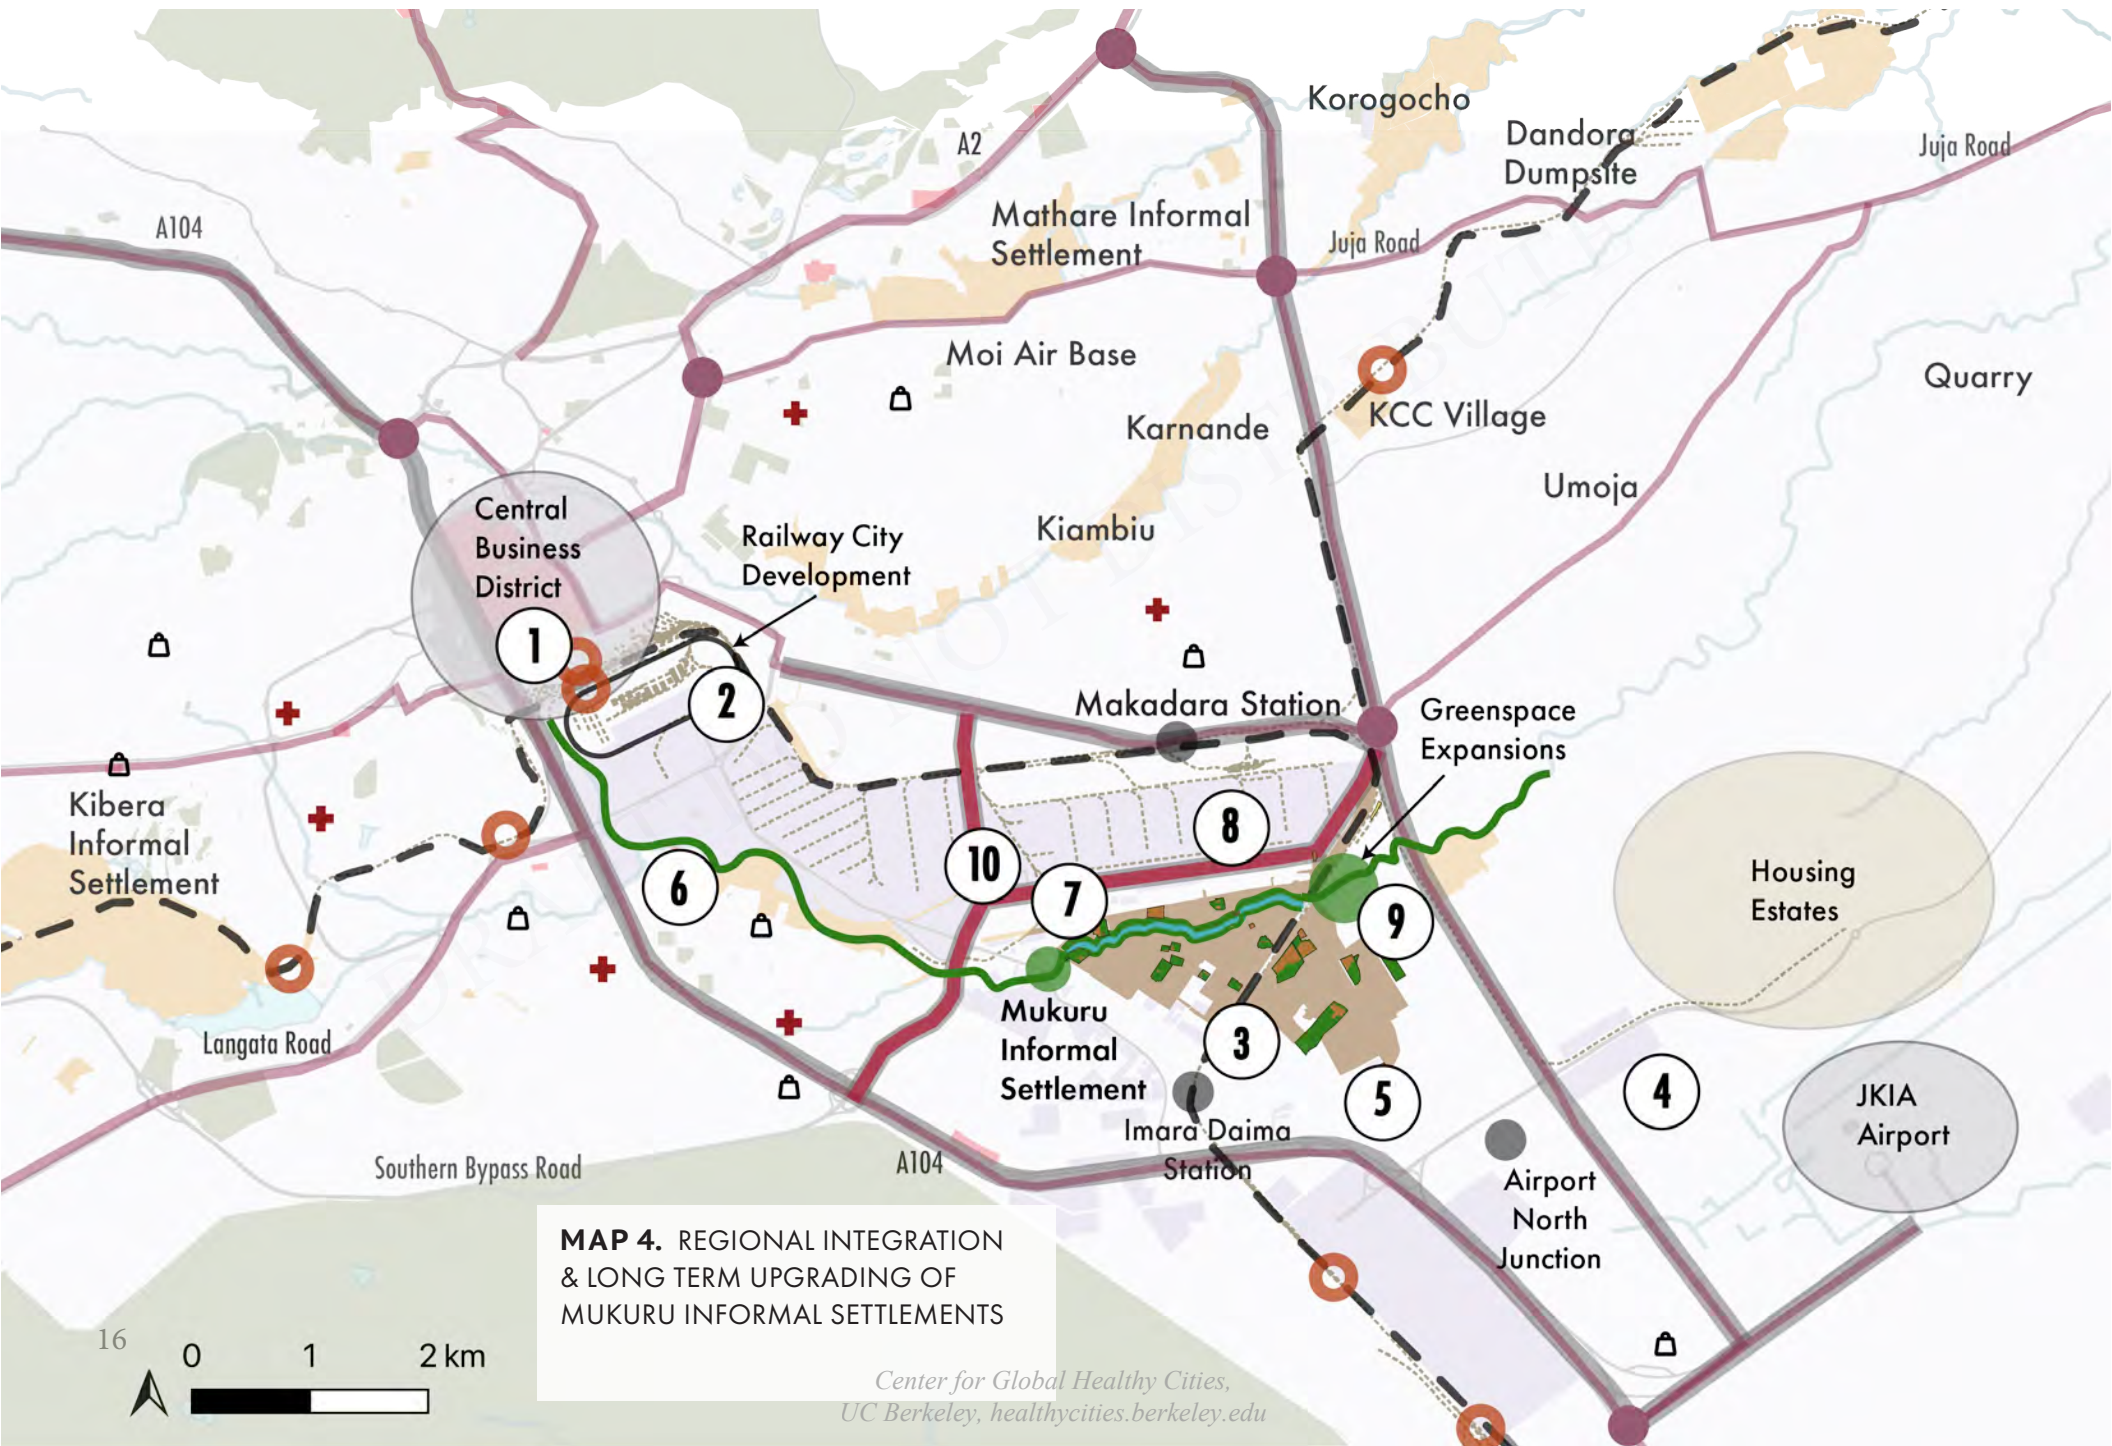 Korogocho
Dandora
Dumpsite
Juja Road
A2
A104
Mathare Informal
Settlement
Juja Road
Moi Air Base
Quarry
Karnande
KCC Village
Umoja
Central
Business
District
Railway City
Development
Kiambiu
1
2
Makadara Station
Greenspace
Expansions
Kibera
Informal
Settlement
8
10
7
6
9
Housing
Estates
Mukuru
Informal
Settlement
3
5
4
Langata Road
JKIA
Airport
Imara Daima
Station
A104
Southern Bypass Road
Airport
North
Junction
MAP 4. REGIONAL INTEGRATION
& LONG TERM UPGRADING OF
MUKURU INFORMAL SETTLEMENTS
16
0 1 2 km
Center for Global Healthy Cities,
UC Berkeley, healthycities.berkeley.edu